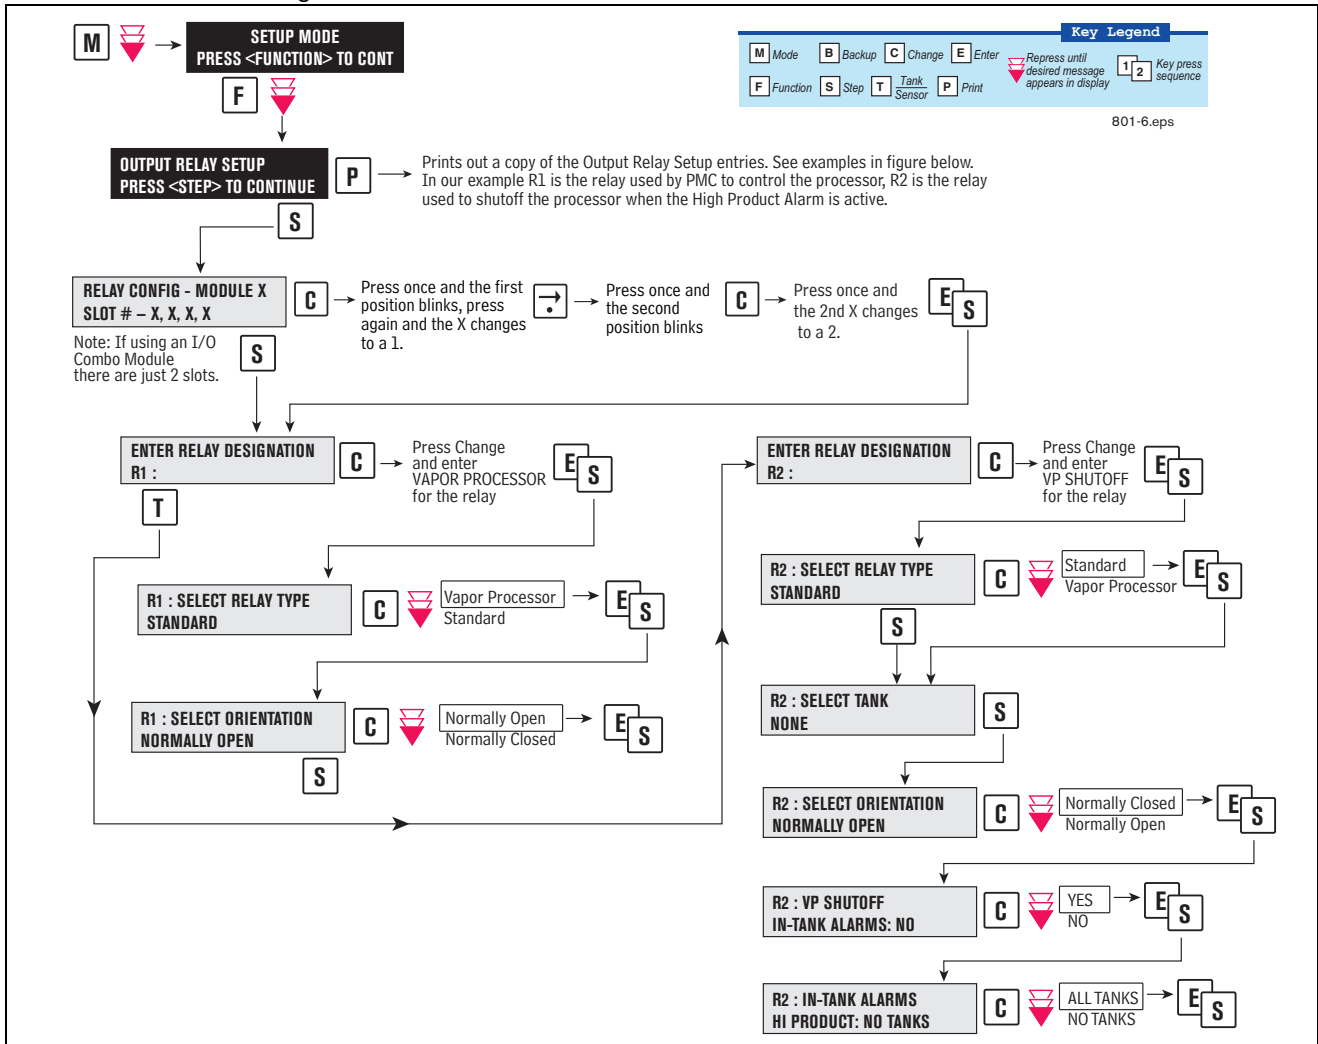 M
SETUP MODE
PRESS <FUNCTION> TO CONT
Key Legend
M Mode B Backup C Change E Enter
F Function S Step T Tank
Sensor P Print
Repress until
desired message
appears in display
1 2 Key press
sequence
801-6.eps
F
OUTPUT RELAY SETUP
PRESS <STEP> TO CONTINUE
P
Prints out a copy of the Output Relay Setup entries. See examples in figure below.
In our example R1 is the relay used by PMC to control the processor, R2 is the relay
used to shutoff the processor when the High Product Alarm is active.
S
RELAY CONFIG - MODULE X
SLOT # – X, X, X, X
C
Press once and the first
position blinks, press
again and the X changes
to a 1.
Press once and
the second
position blinks
C
Press once and
the 2nd X changes
to a 2.
E
S
Note: If using an I/O
Combo Module
there are just 2 slots.
S
ENTER RELAY DESIGNATION
R1 :
C
Press Change
and enter
VAPOR PROCESSOR
for the relay
E
S
T
R1 : SELECT RELAY TYPE
STANDARD
C
Vapor Processor
Standard
E
S
R1 : SELECT ORIENTATION
NORMALLY OPEN
C
Normally Open
Normally Closed
E
S
S
ENTER RELAY DESIGNATION
R2 :
C
Press Change
and enter
VP SHUTOFF
for the relay
E
S
R2 : SELECT RELAY TYPE
STANDARD
C
Standard
Vapor Processor
E
S
S
R2 : SELECT TANK
NONE
S
R2 : SELECT ORIENTATION
NORMALLY OPEN
C
Normally Closed
Normally Open
E
S
R2 : VP SHUTOFF
IN-TANK ALARMS: NO
C
YES
NO
E
S
R2 : IN-TANK ALARMS
HI PRODUCT: NO TANKS
C
ALL TANKS
NO TANKS
E
S